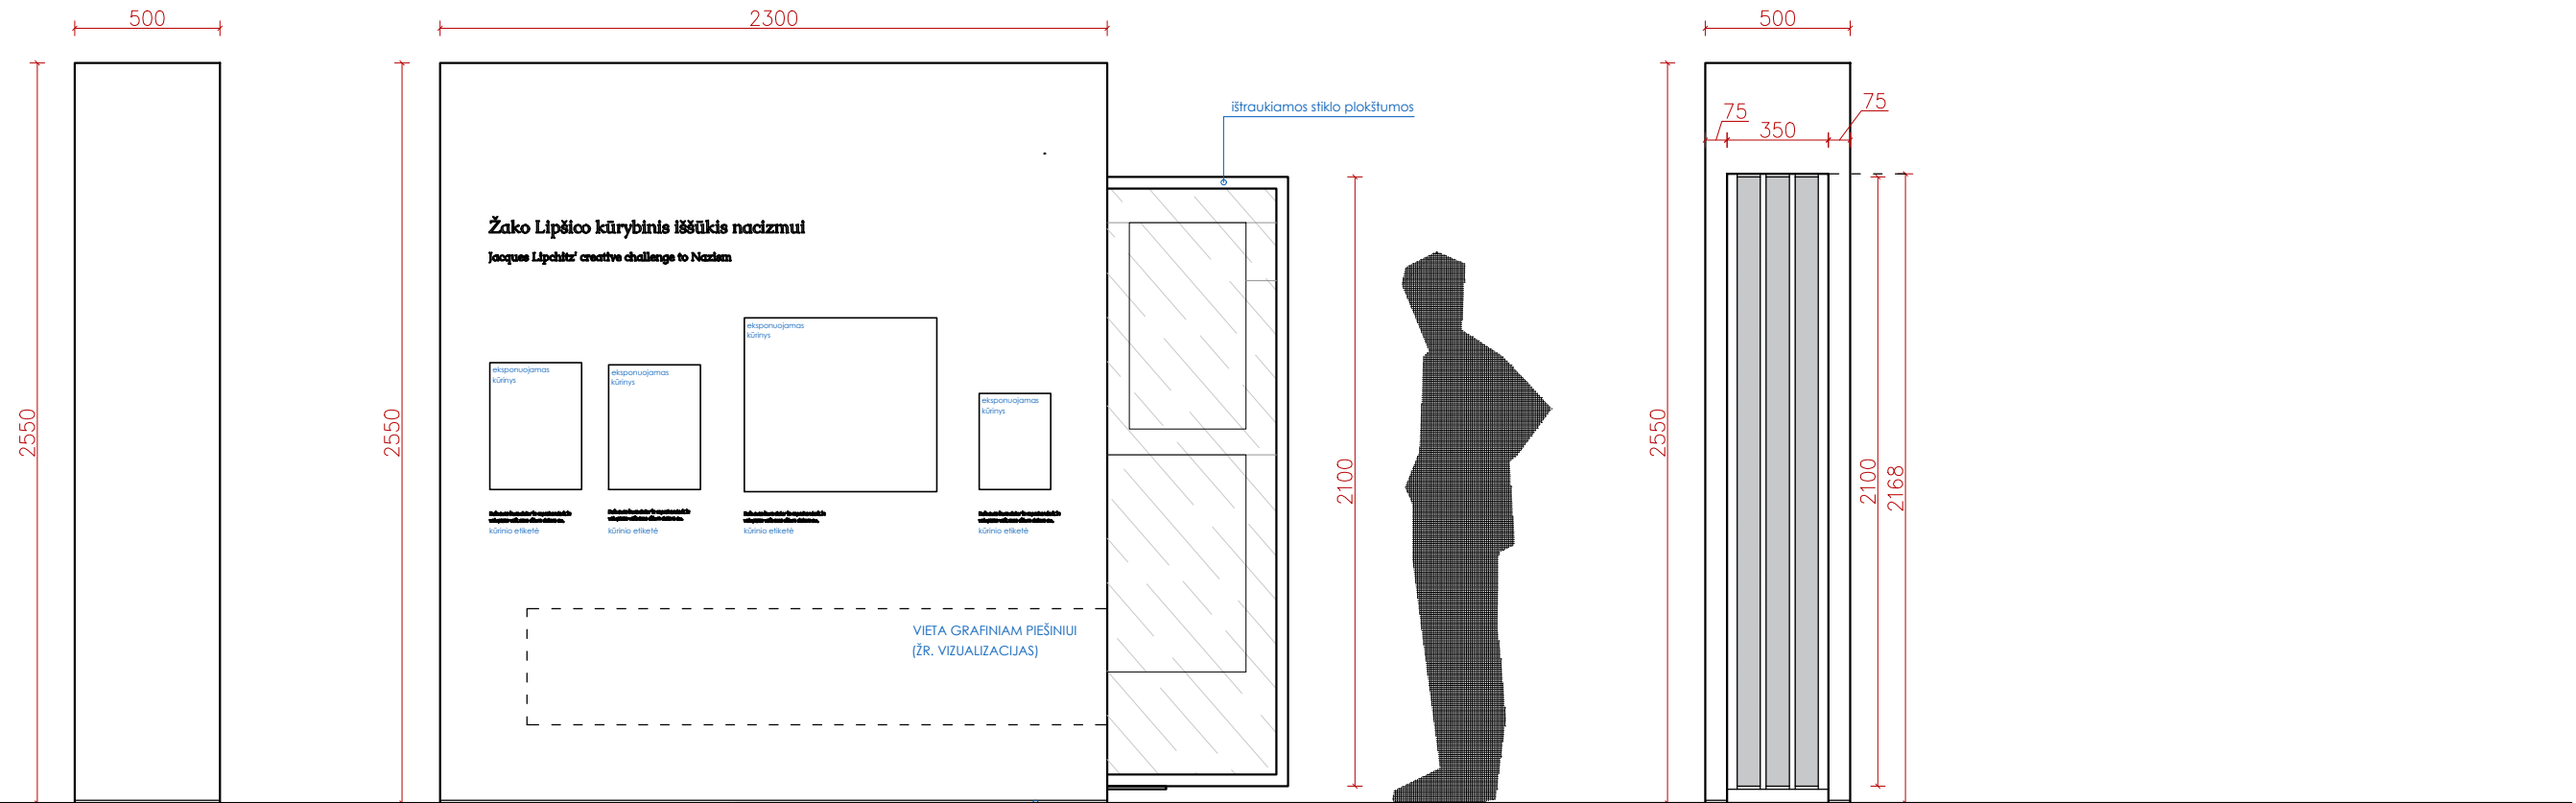 500
2300
500
ištraukiamos stiklo plokštumos
75
75
350
Žako Lipšico kūrybinis iššūkis nacizmui
Jacques Lipchitz' creative challenge to Nazism
eksponuojamas
kūrinys
eksponuojamas
kūrinys
eksponuojamas
kūrinys
eksponuojamas
kūrinys
2550
2550
2100
2550
2100
2168
kūrinio etiketė
kūrinio etiketė
kūrinio etiketė
kūrinio etiketė
VIETA GRAFINIAM PIEŠINIUI
(ŽR. VIZUALIZACIJAS)